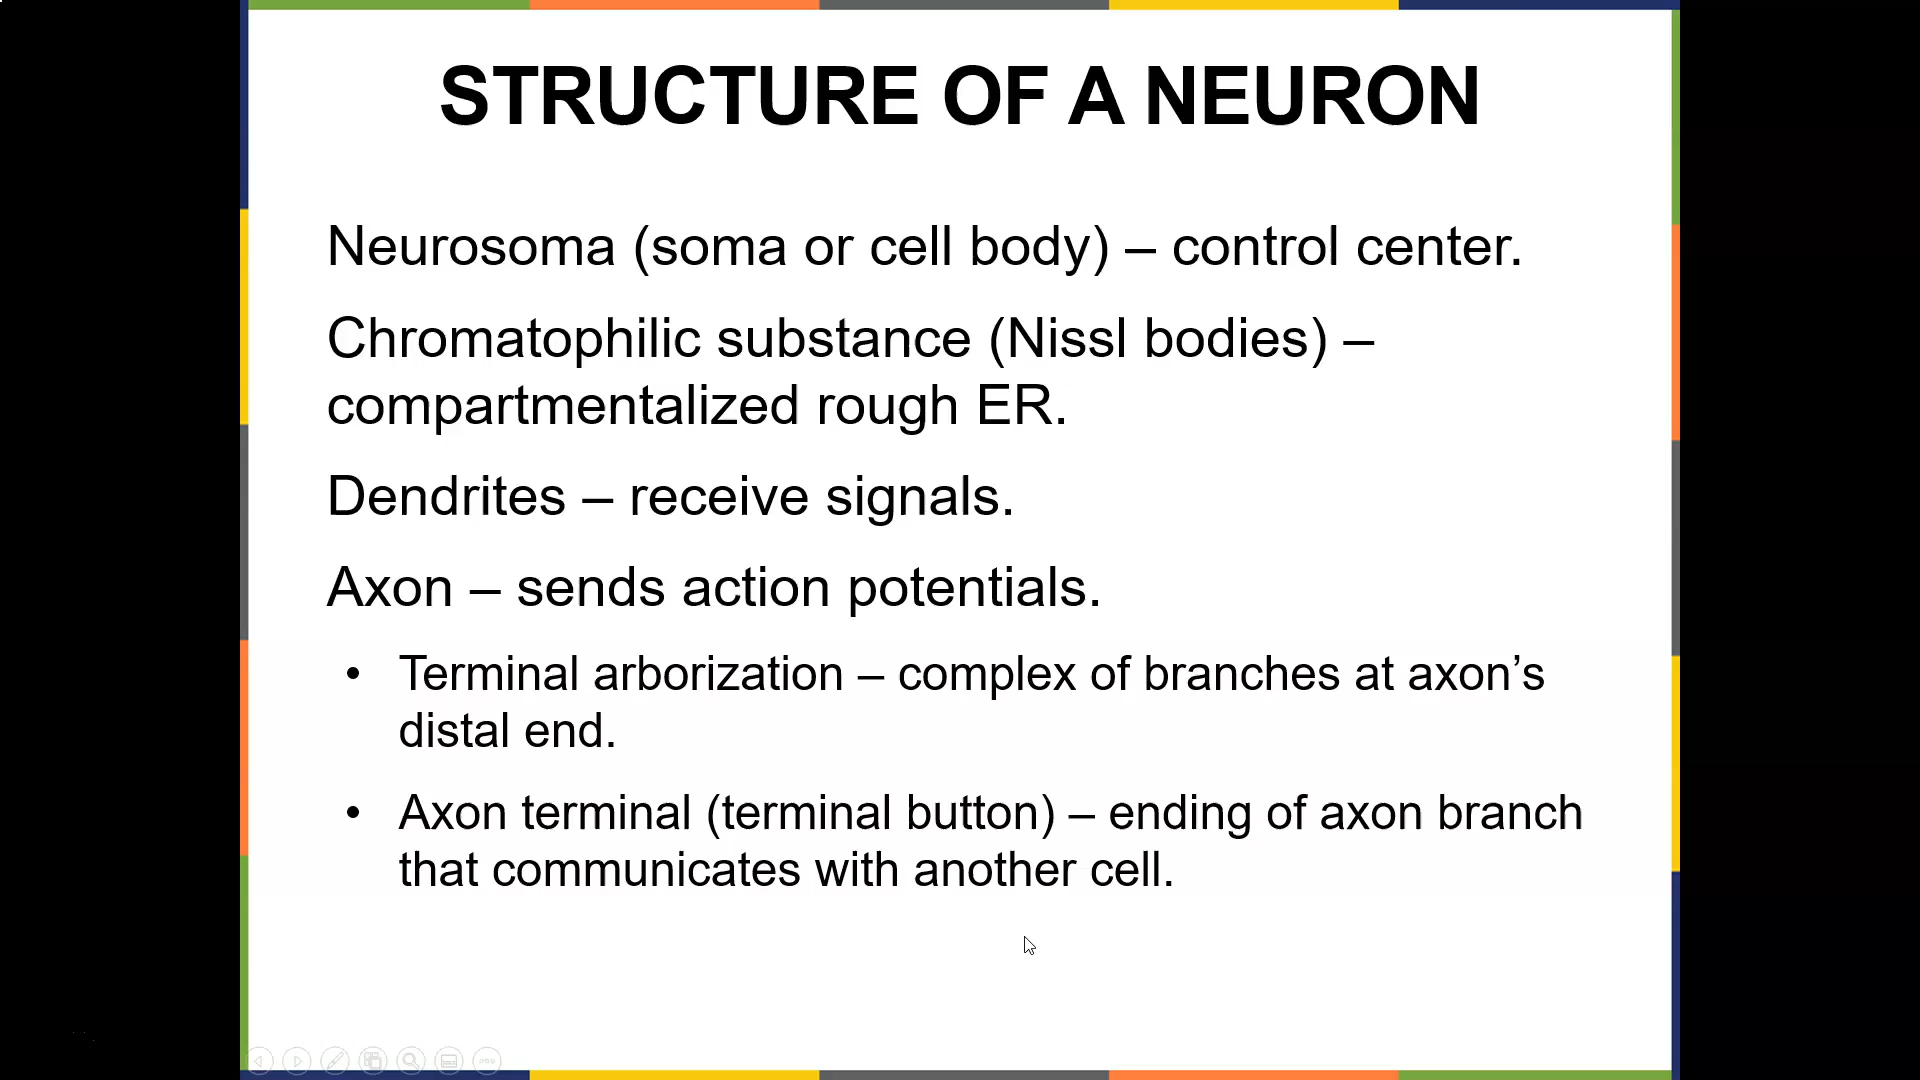 STRUCTURE OF A NEURON
Neurosoma (soma or cell body) – control center.
Chromatophilic substance (Nissl bodies) –
compartmentalized rough ER.
Dendrites – receive signals.
Axon – sends action potentials.
• Terminal arborization – complex of branches at axon’s
distal end.
• Axon terminal (terminal button) – ending of axon branch
that communicates with another cell.